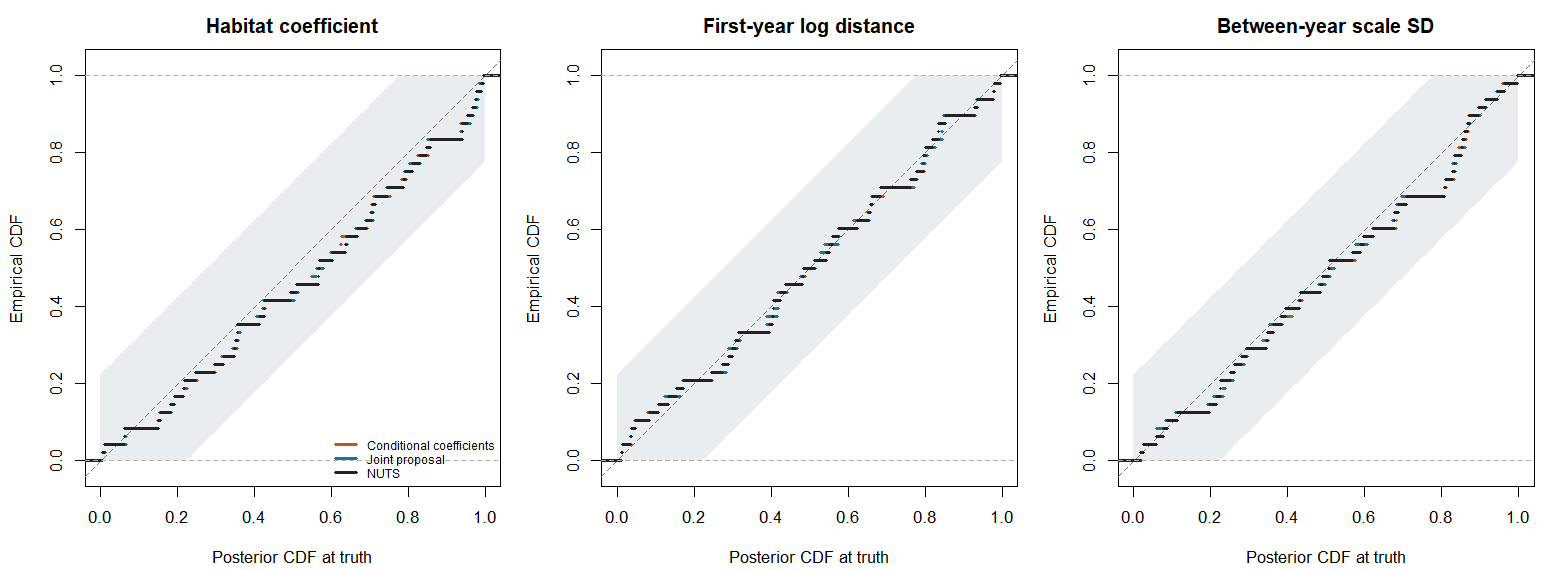 Habitat coefficient
Empirical CDF
1.0
0.8
0.6
0.4
0.2
0.0
Conditional coefficients
Joint proposal
NUTS
0.0 0.2 0.4 0.6 0.8 1.0
Posterior CDF at truth
First-year log distance
Empirical CDF
1.0
0.8
0.6
0.4
0.2
0.0
0.0 0.2 0.4 0.6 0.8 1.0
Posterior CDF at truth
Between-year scale SD
Empirical CDF
1.0
0.8
0.6
0.4
0.2
0.0
0.0 0.2 0.4 0.6 0.8 1.0
Posterior CDF at truth